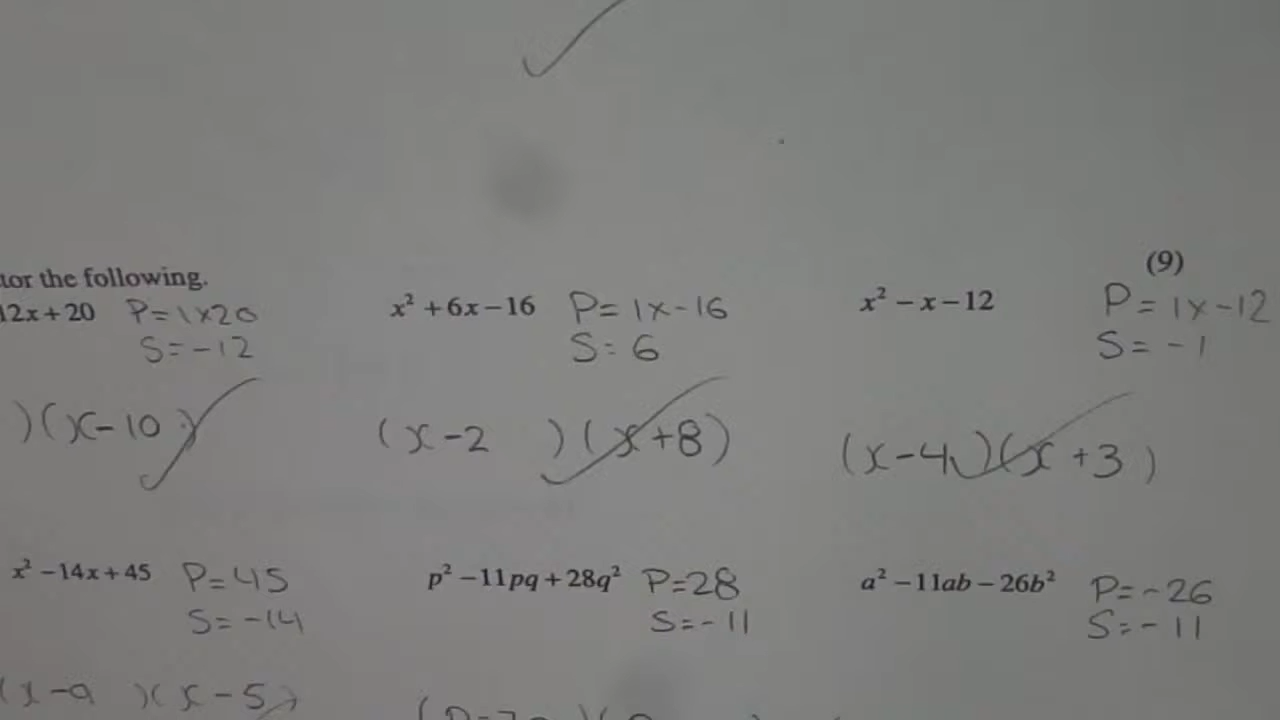 (9)
tor the following.
12x + 20 P = 1 x 20
S = -12
x² + 6x - 16 P = 1x - 16
S = 6
x² - x - 12 P = 1x - 12
S = -1
)(x - 10)
(x - 2 )(x + 8)
(x - 4)(x + 3)
x² - 14x + 45 P = 45
S = -14
p² - 11pq + 28q² P = 28
S = -11
a² - 11ab - 26b² P = -26
S = -11
(x - 9 )(x - 5)